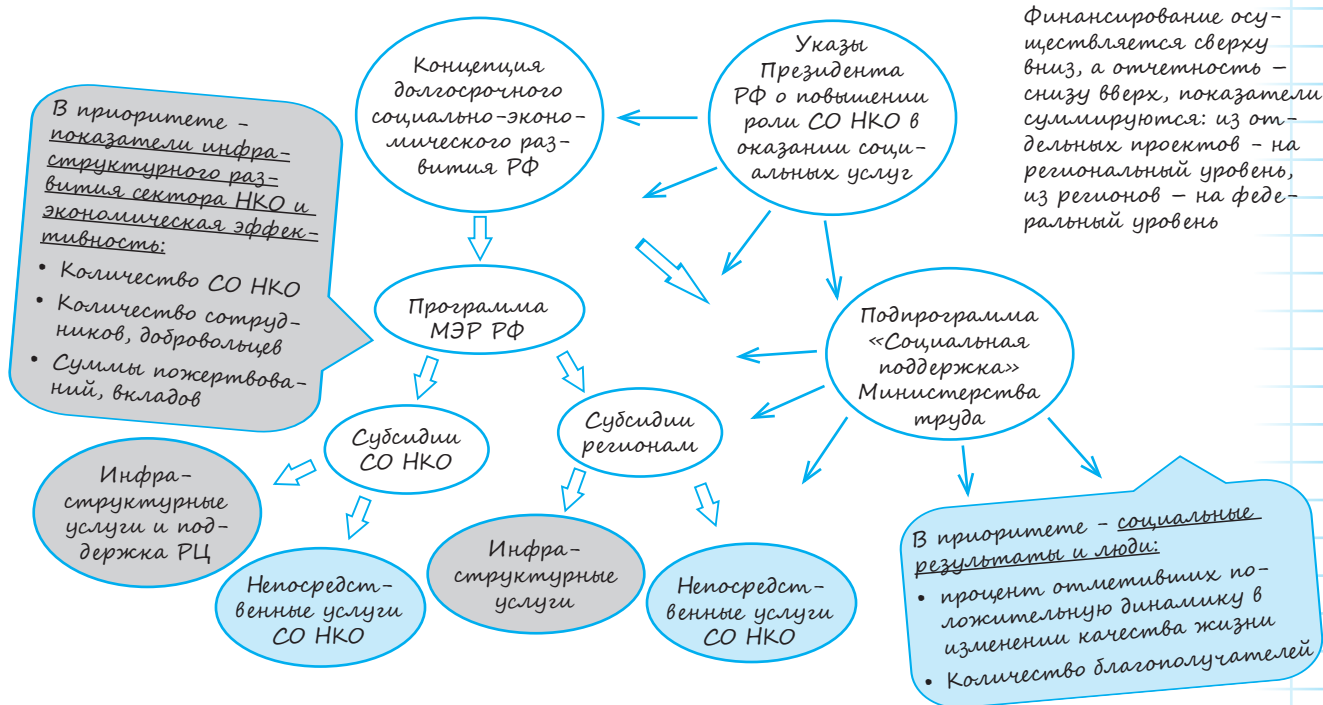 Концепция
долгосрочного
социально-эконо-
мического раз-
вития РФ
Указы
Президента
РФ о повышении
роли СО НКО в
оказании соци-
альных услуг
Финансирование осу-
ществляется сверху
вниз, а отчетность –
снизу вверх, показатели
суммируются: из от-
дельных проектов – на
региональный уровень,
из регионов – на феде-
ральный уровень
В приоритете –
показатели инфра-
структурного раз-
вития сектора НКО и
экономическая эффек-
тивность:
• Количество СО НКО
• Количество сотруд-
ников, добровольцев
• Суммы пожертвова-
ний, вкладов
Программа
МЭР РФ
Подпрограмма
«Социальная
поддержка»
Министерства
труда
Субсидии
СО НКО
Субсидии
регионам
Инфра-
структурные
услуги и под-
держка РЦ
Непосредст-
венные услуги
СО НКО
Инфра-
структурные
услуги
Непосредст-
венные услуги
СО НКО
В приоритете – социальные
результаты и люди:
• процент отметивших по-
ложительную динамику в
изменении качества жизни
• Количество благополучателей